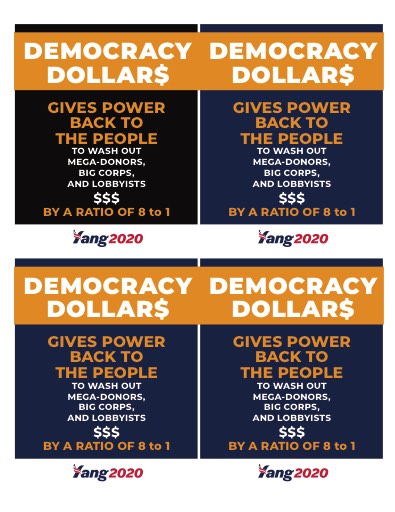 DEMOCRACY
DOLLAR$
GIVES POWER
BACK TO
THE PEOPLE
TO WASH OUT
MEGA-DONORS,
BIG CORPS,
AND LOBBYISTS
$$$
BY A RATIO OF 8 to 1
Yang2020
DEMOCRACY
DOLLAR$
GIVES POWER
BACK TO
THE PEOPLE
TO WASH OUT
MEGA-DONORS,
BIG CORPS,
AND LOBBYISTS
$$$
BY A RATIO OF 8 to 1
Yang2020
DEMOCRACY
DOLLAR$
GIVES POWER
BACK TO
THE PEOPLE
TO WASH OUT
MEGA-DONORS,
BIG CORPS,
AND LOBBYISTS
$$$
BY A RATIO OF 8 to 1
Yang2020
DEMOCRACY
DOLLAR$
GIVES POWER
BACK TO
THE PEOPLE
TO WASH OUT
MEGA-DONORS,
BIG CORPS,
AND LOBBYISTS
$$$
BY A RATIO OF 8 to 1
Yang2020